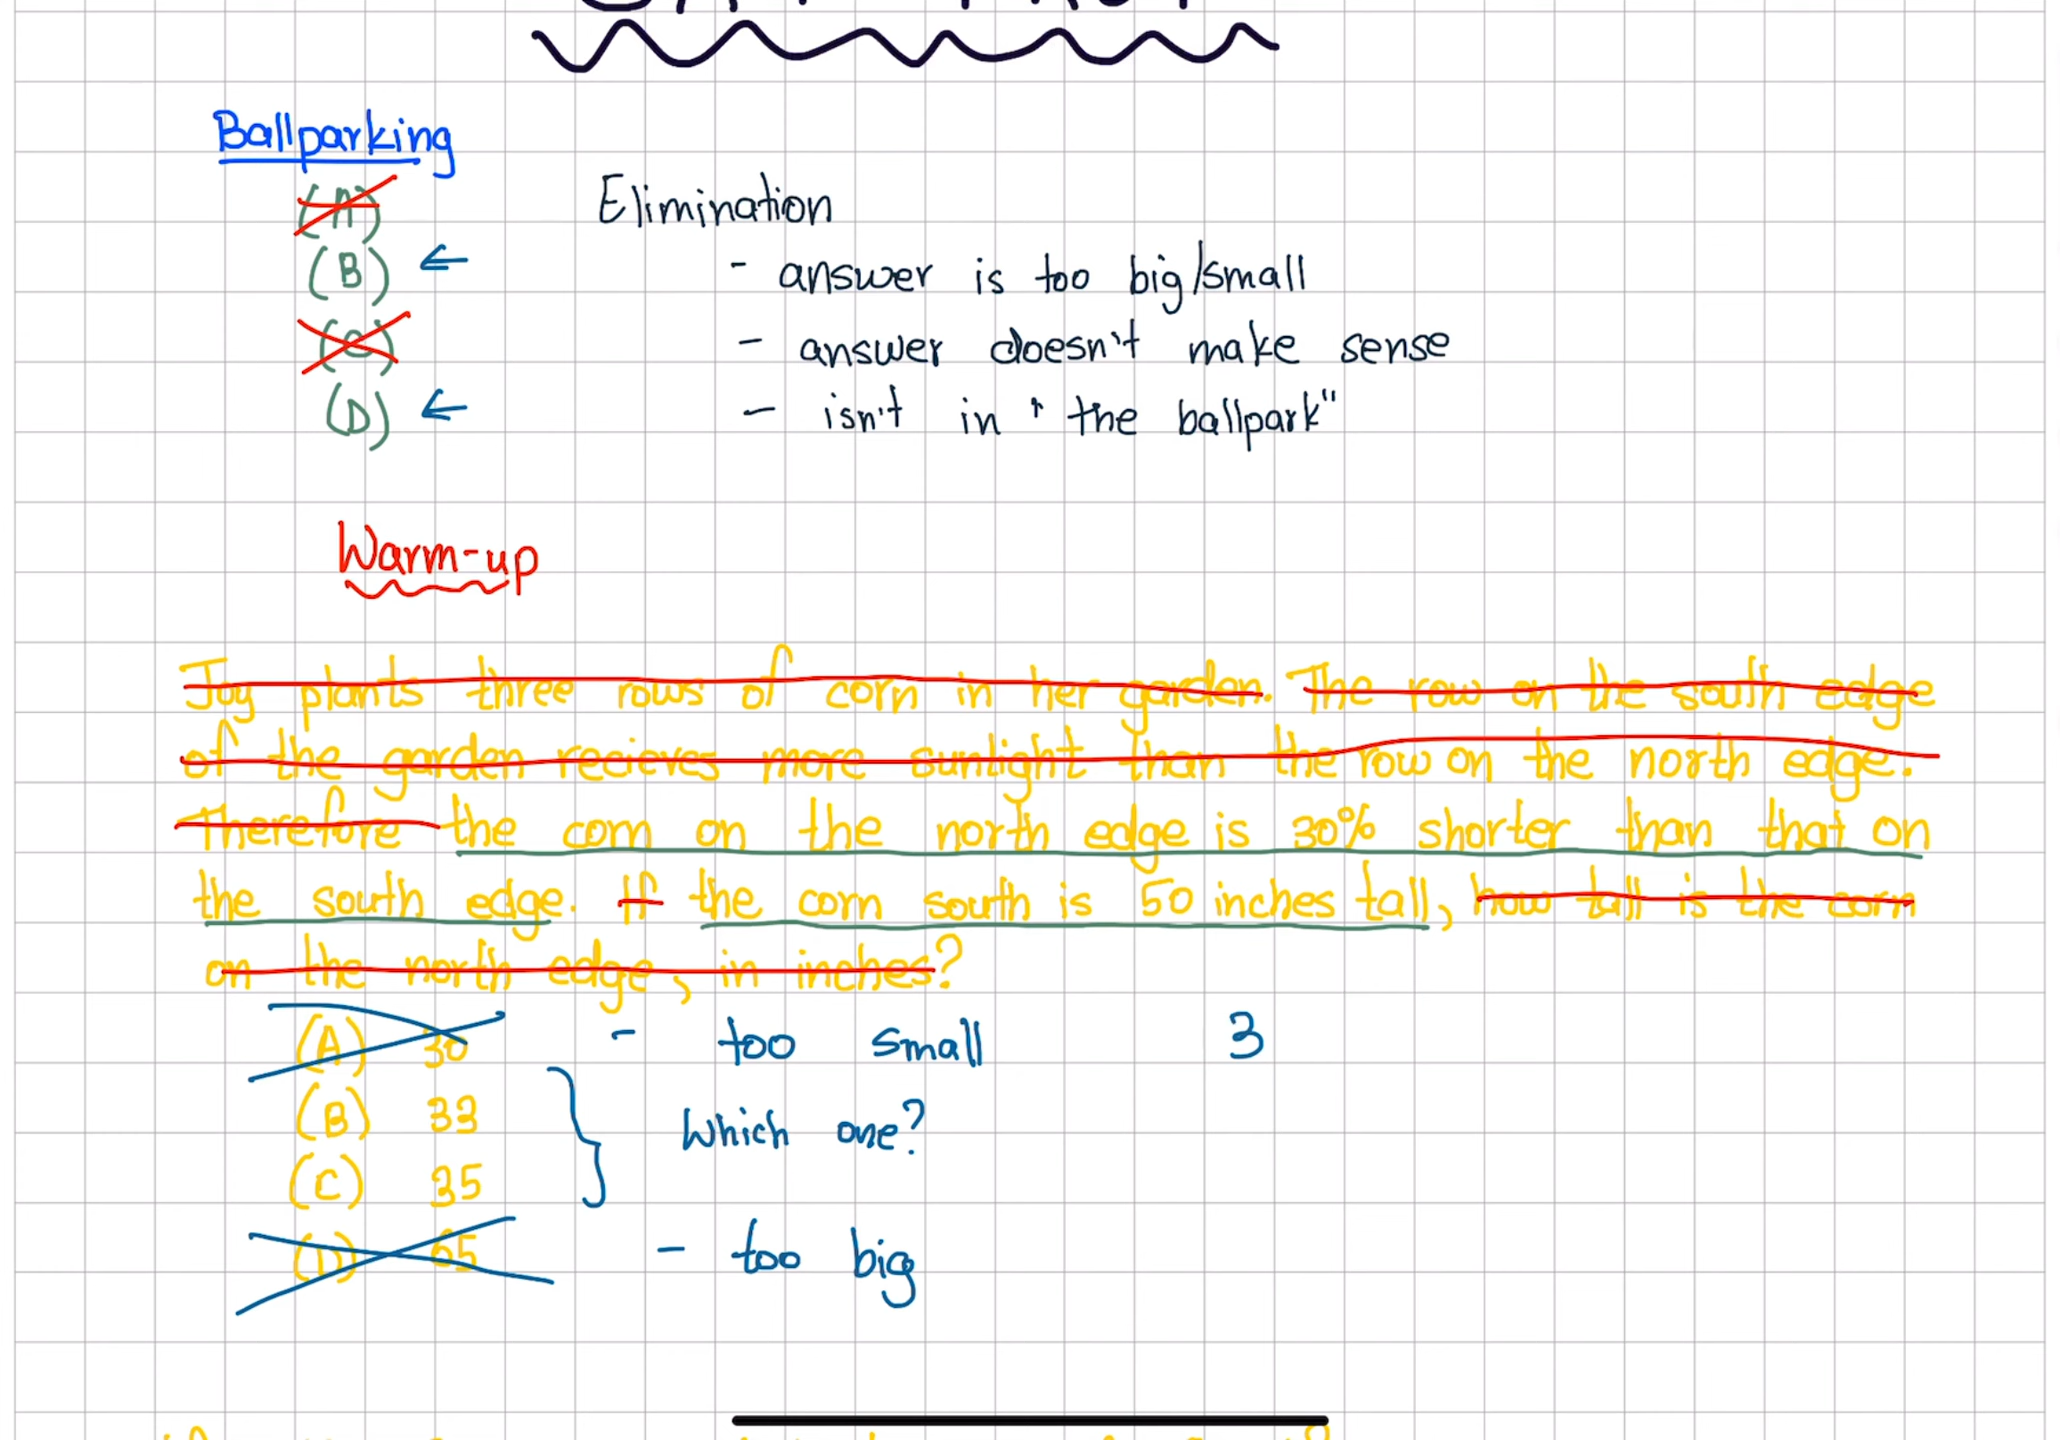 Ballparking
(A)
(B) ←
(C)
(D) ←
Elimination
- answer is too big/small
- answer doesn't make sense
- isn't in "the ballpark"
Warm-up
Joy plants three rows of corn in her garden. The row on the south edge
of the garden recieves more sunlight than the row on the north edge.
Therefore the corn on the north edge is 30% shorter than that on
the south edge. If the corn south is 50 inches tall, how tall is the corn
on the north edge, in inches?
(A) 30 - too small 3
(B) 33
Which one?
(C) 35
(D) 65 - too big